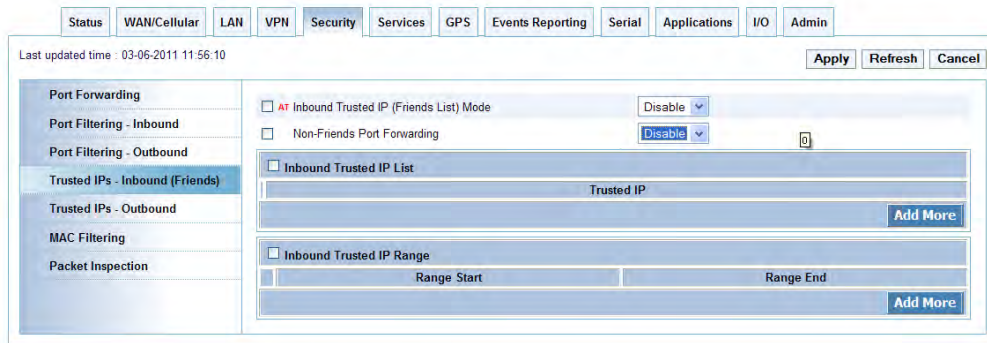 Status WAN/Cellular LAN VPN Security Services GPS Events Reporting Serial Applications I/O Admin
Last updated time : 03-06-2011 11:56:10
Apply Refresh Cancel
Port Forwarding
Port Filtering - Inbound
Port Filtering - Outbound
Trusted IPs - Inbound (Friends)
Trusted IPs - Outbound
MAC Filtering
Packet Inspection
AT Inbound Trusted IP (Friends List) Mode Disable
Non-Friends Port Forwarding Disable
0
Inbound Trusted IP List
Trusted IP
Add More
Inbound Trusted IP Range
Range Start Range End
Add More